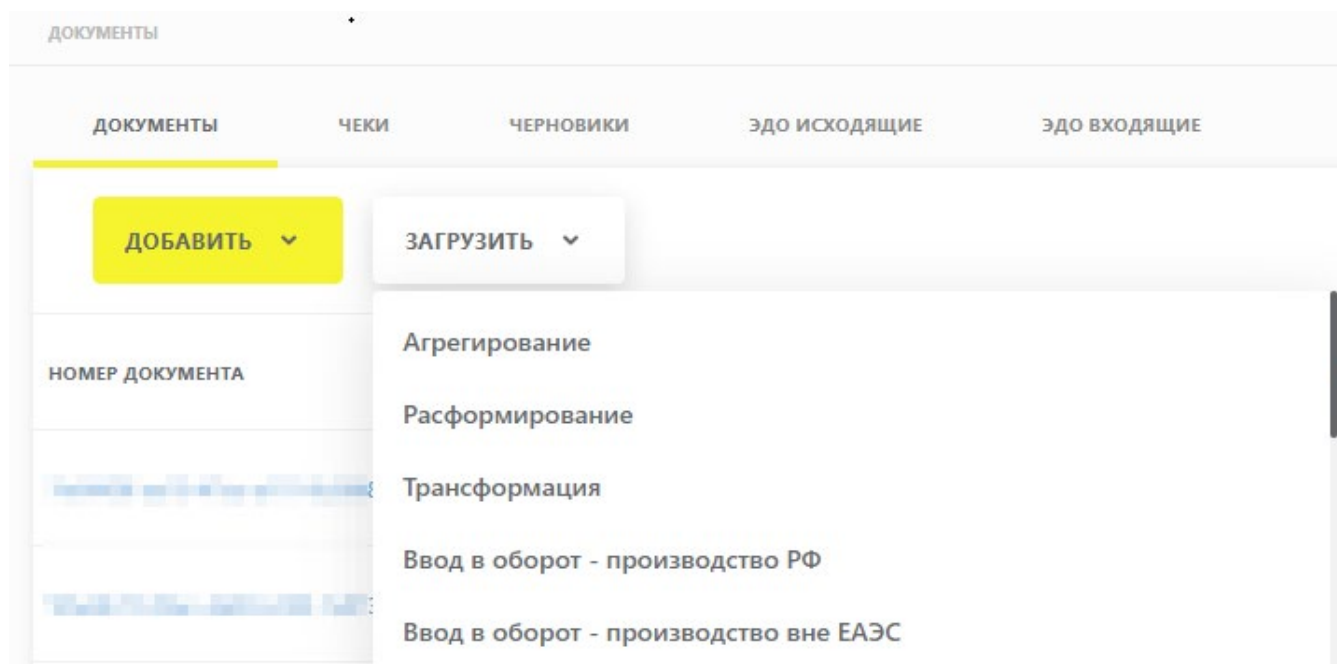 ДОКУМЕНТЫ
ДОКУМЕНТЫ ЧЕКИ ЧЕРНОВИКИ ЭДО ИСХОДЯЩИЕ ЭДО ВХОДЯЩИЕ
ДОБАВИТЬ ЗАГРУЗИТЬ
Агрегирование
НОМЕР ДОКУМЕНТА
Расформирование
Трансформация
Ввод в оборот - производство РФ
Ввод в оборот - производство вне ЕАЭС